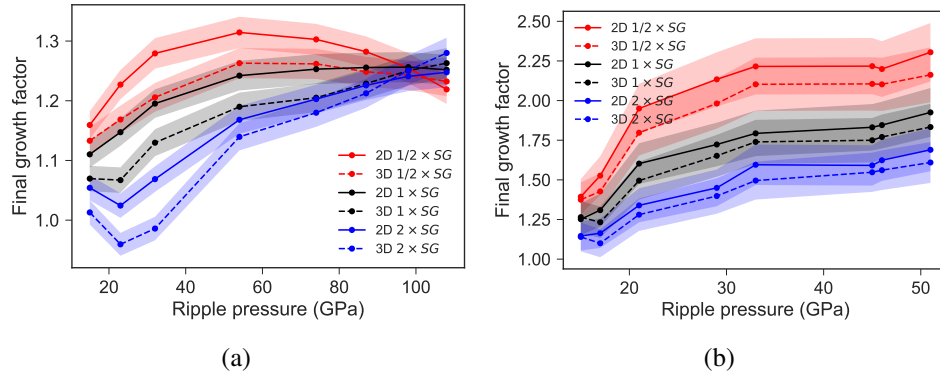 Final growth factor
1.3
1.2
1.1
1.0
2D 1/2 × SG
3D 1/2 × SG
2D 1 × SG
3D 1 × SG
2D 2 × SG
3D 2 × SG
20 40 60 80 100
Ripple pressure (GPa)
(a)
Final growth factor
2.50
2.25
2.00
1.75
1.50
1.25
1.00
2D 1/2 × SG
3D 1/2 × SG
2D 1 × SG
3D 1 × SG
2D 2 × SG
3D 2 × SG
20 30 40 50
Ripple pressure (GPa)
(b)